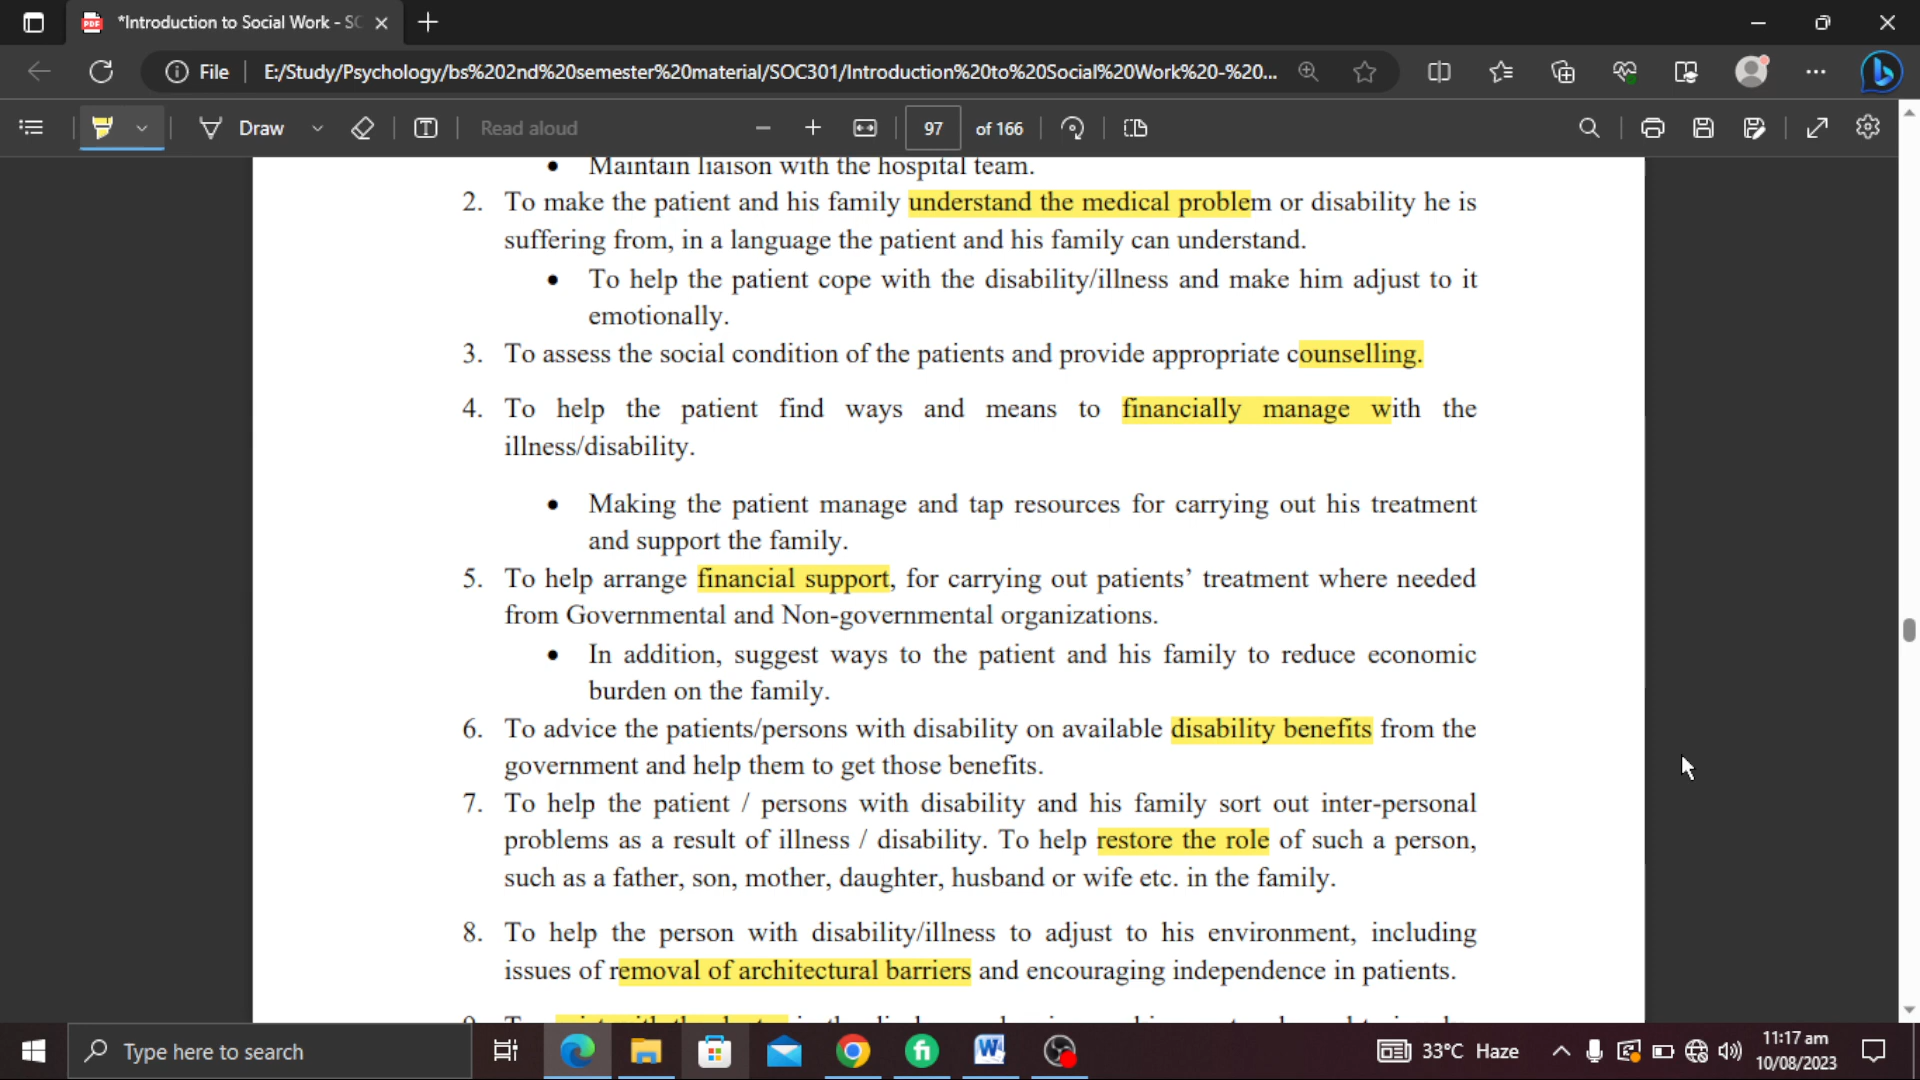 *Introduction to Social Work - SO
File
E:/Study/Psychology/bs%202nd%20semester%20material/SOC301/Introduction%20to%20Social%20Work%20-%20...
Draw
Read aloud
97
of 166
Maintain liaison with the hospital team.
2. To make the patient and his family understand the medical problem or disability he is
suffering from, in a language the patient and his family can understand.
• To help the patient cope with the disability/illness and make him adjust to it
emotionally.
3. To assess the social condition of the patients and provide appropriate counselling.
4. To help the patient find ways and means to financially manage with the
illness/disability.
• Making the patient manage and tap resources for carrying out his treatment
and support the family.
5. To help arrange financial support, for carrying out patients’ treatment where needed
from Governmental and Non-governmental organizations.
• In addition, suggest ways to the patient and his family to reduce economic
burden on the family.
6. To advice the patients/persons with disability on available disability benefits from the
government and help them to get those benefits.
7. To help the patient / persons with disability and his family sort out inter-personal
problems as a result of illness / disability. To help restore the role of such a person,
such as a father, son, mother, daughter, husband or wife etc. in the family.
8. To help the person with disability/illness to adjust to his environment, including
issues of removal of architectural barriers and encouraging independence in patients.
Type here to search
33°C Haze
11:17 am
10/08/2023